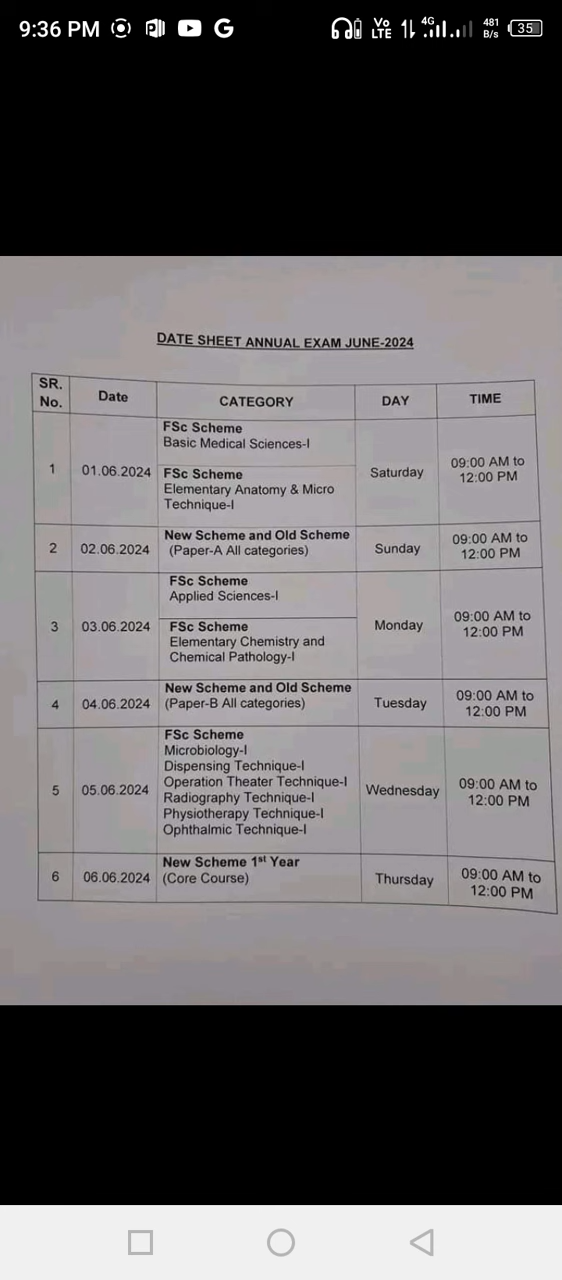 9:36 PM
Vo LTE 4G 481 B/s 35
DATE SHEET ANNUAL EXAM JUNE-2024
SR. No. Date CATEGORY DAY TIME
1 01.06.2024 Saturday 09:00 AM to 12:00 PM
FSc Scheme
Basic Medical Sciences-I
FSc Scheme
Elementary Anatomy & Micro
Technique-I
2 02.06.2024 Sunday 09:00 AM to 12:00 PM
New Scheme and Old Scheme
(Paper-A All categories)
3 03.06.2024 Monday 09:00 AM to 12:00 PM
FSc Scheme
Applied Sciences-I
FSc Scheme
Elementary Chemistry and
Chemical Pathology-I
4 04.06.2024 Tuesday 09:00 AM to 12:00 PM
New Scheme and Old Scheme
(Paper-B All categories)
5 05.06.2024 Wednesday 09:00 AM to 12:00 PM
FSc Scheme
Microbiology-I
Dispensing Technique-I
Operation Theater Technique-I
Radiography Technique-I
Physiotherapy Technique-I
Ophthalmic Technique-I
6 06.06.2024 Thursday 09:00 AM to 12:00 PM
New Scheme 1st Year
(Core Course)